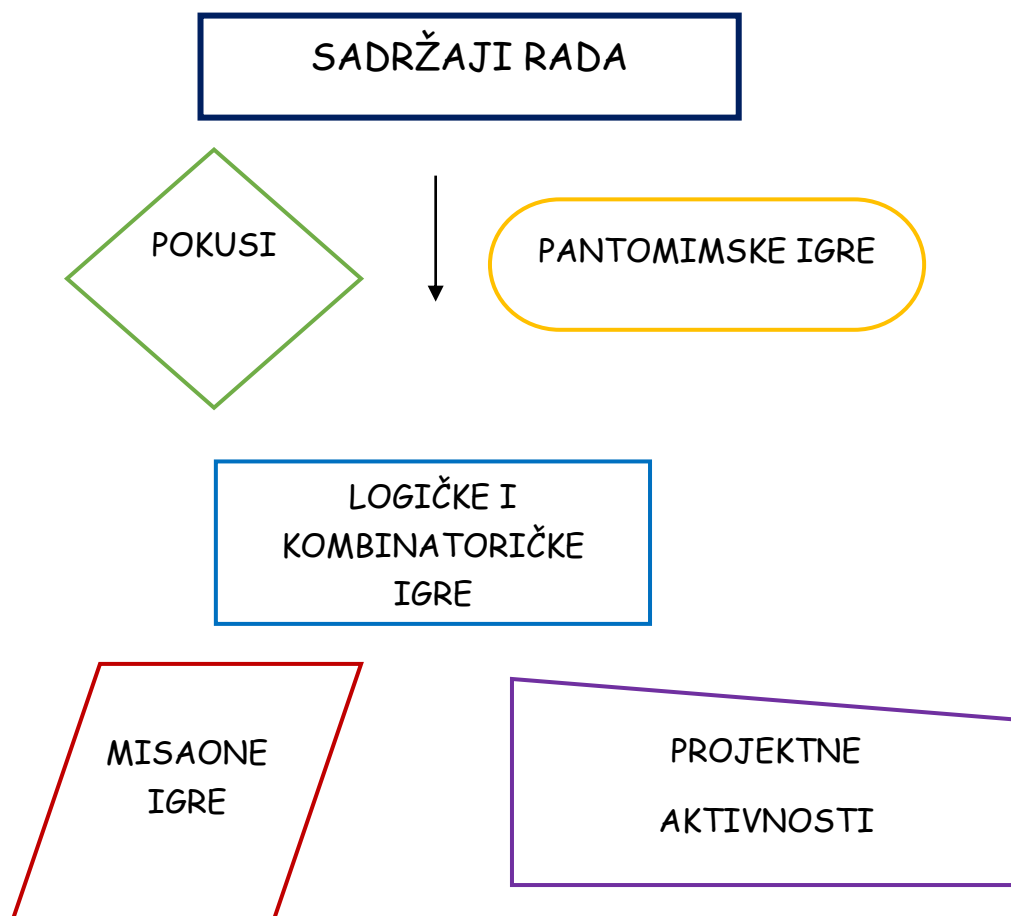 SADRŽAJI RADA
POKUSI
PANTOMIMSKE IGRE
LOGIČKE I
KOMBINATORIČKE
IGRE
MISAONE
IGRE
PROJEKTNE
AKTIVNOSTI